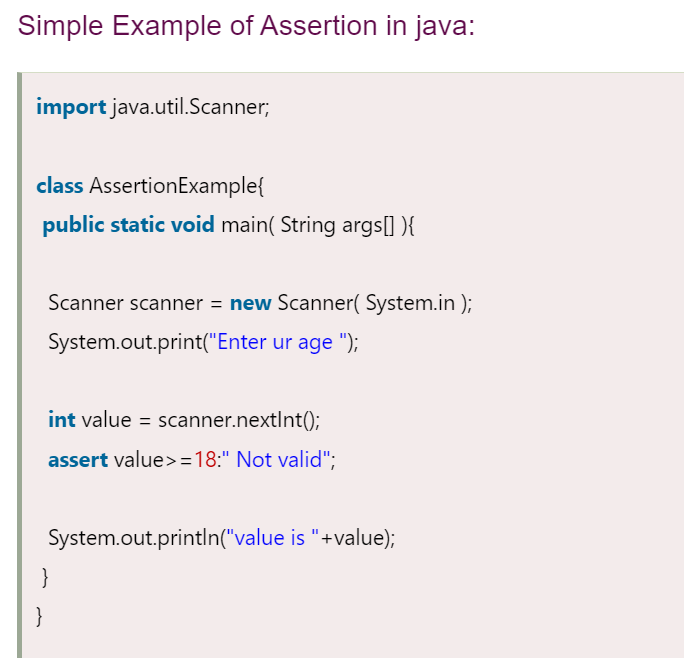 Simple Example of Assertion in java:
import java.util.Scanner;
class AssertionExample{
public static void main( String args[] ){
Scanner scanner = new Scanner( System.in );
System.out.print("Enter ur age ");
int value = scanner.nextInt();
assert value>=18:" Not valid";
System.out.println("value is "+value);
}
}